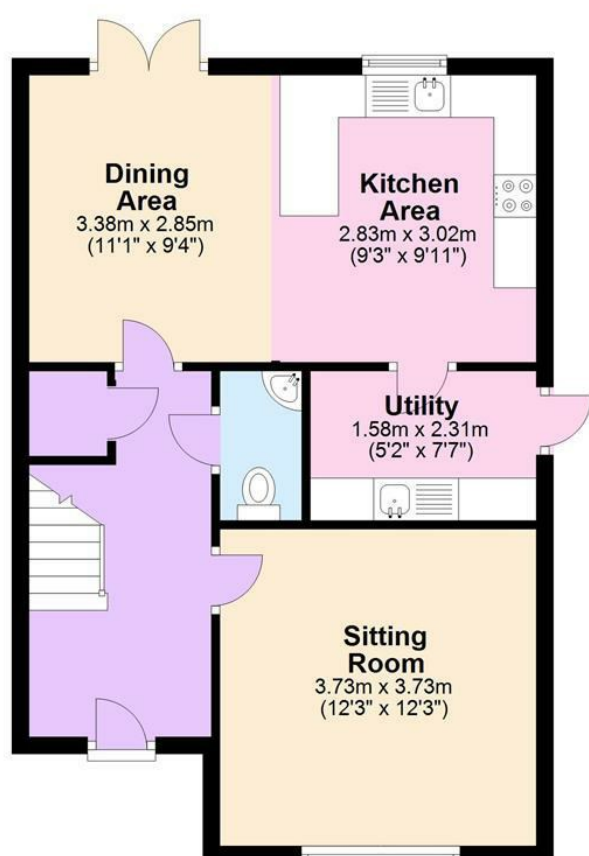 Dining
Area
3.38m x 2.85m
(11'1" x 9'4")
Kitchen
Area
2.83m x 3.02m
(9'3" x 9'11")
Utility
1.58m x 2.31m
(5'2" x 7'7")
Sitting
Room
3.73m x 3.73m
(12'3" x 12'3")